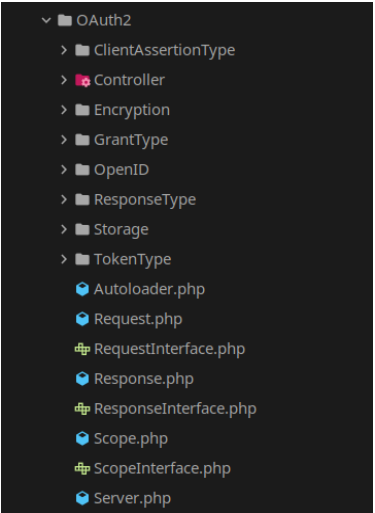 OAuth2
ClientAssertionType
Controller
Encryption
GrantType
OpenID
ResponseType
Storage
TokenType
Autoloader.php
Request.php
RequestInterface.php
Response.php
ResponseInterface.php
Scope.php
ScopeInterface.php
Server.php